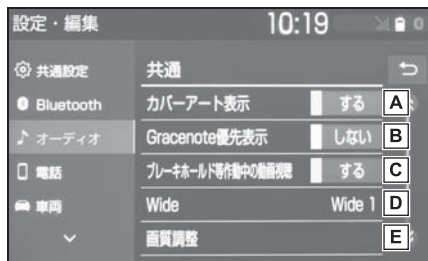 設定・編集
10:19
0
共通設定
共通
Bluetooth
カバーアート表示
する
A
オーディオ
Gracenote優先表示
しない
B
電話
ブレーキホールド等作動中の動画視聴
する
C
車両
Wide
Wide 1
D
画質調整
E